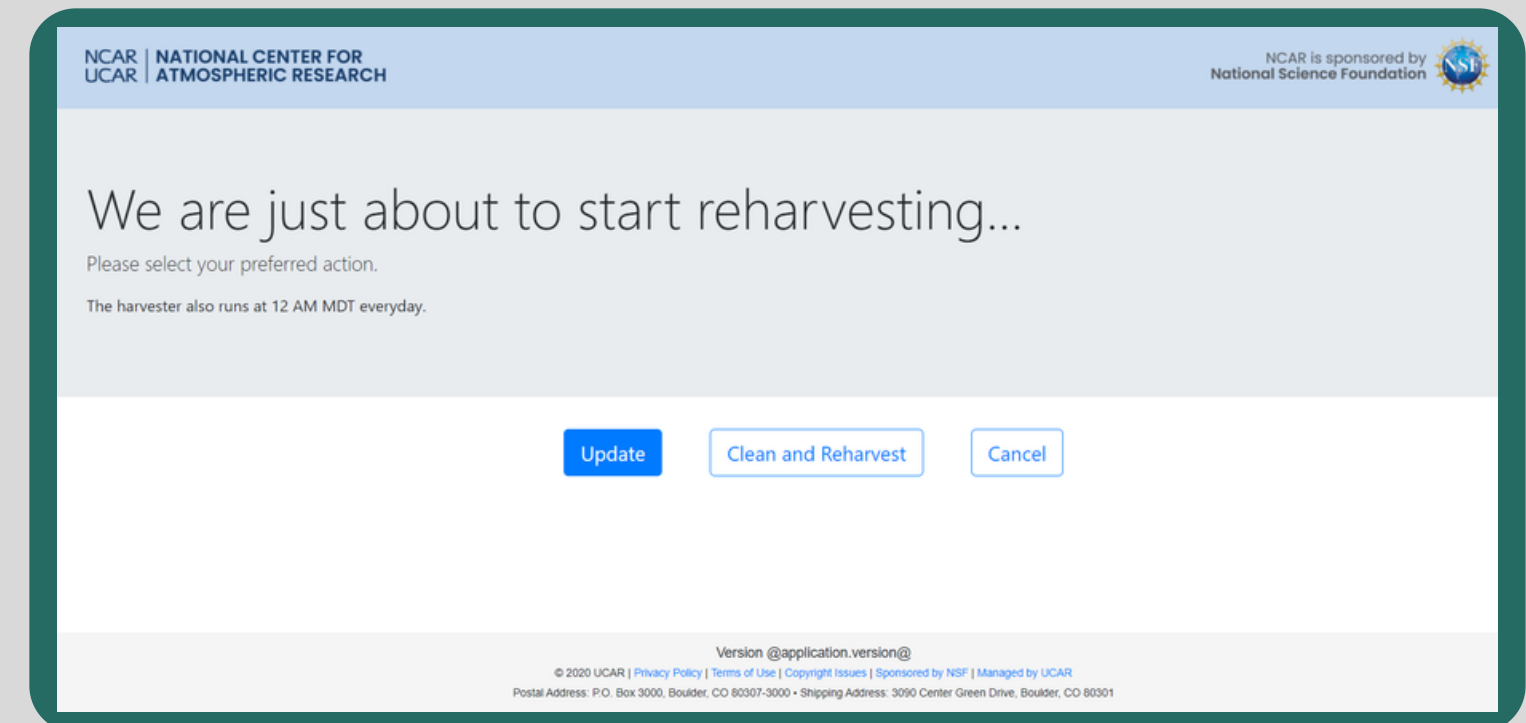 NCAR | NATIONAL CENTER FOR
UCAR | ATMOSPHERIC RESEARCH
NCAR is sponsored by
National Science Foundation
NSF
We are just about to start reharvesting...
Please select your preferred action.
The harvester also runs at 12 AM MDT everyday.
Update
Clean and Reharvest
Cancel
Version @application.version@
© 2020 UCAR | Privacy Policy | Terms of Use | Copyright Issues | Sponsored by NSF | Managed by UCAR
Postal Address: P.O. Box 3000, Boulder, CO 80307-3000 • Shipping Address: 3090 Center Green Drive, Boulder, CO 80301